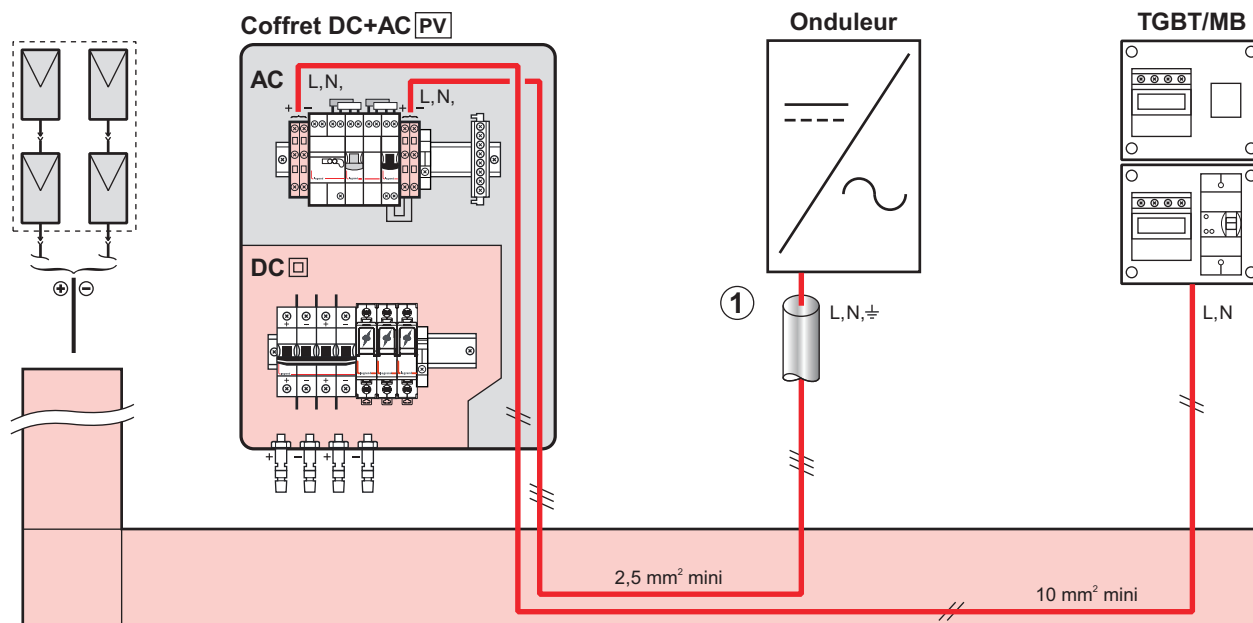 Coffret DC+AC PV
Onduleur
TGBT/MB
AC
L,N,
+ −
L,N,
+ −
DC
+ −
1
L,N,
L,N
+ − + −
+ − + −
+ − + −
2,5 mm² mini
10 mm² mini